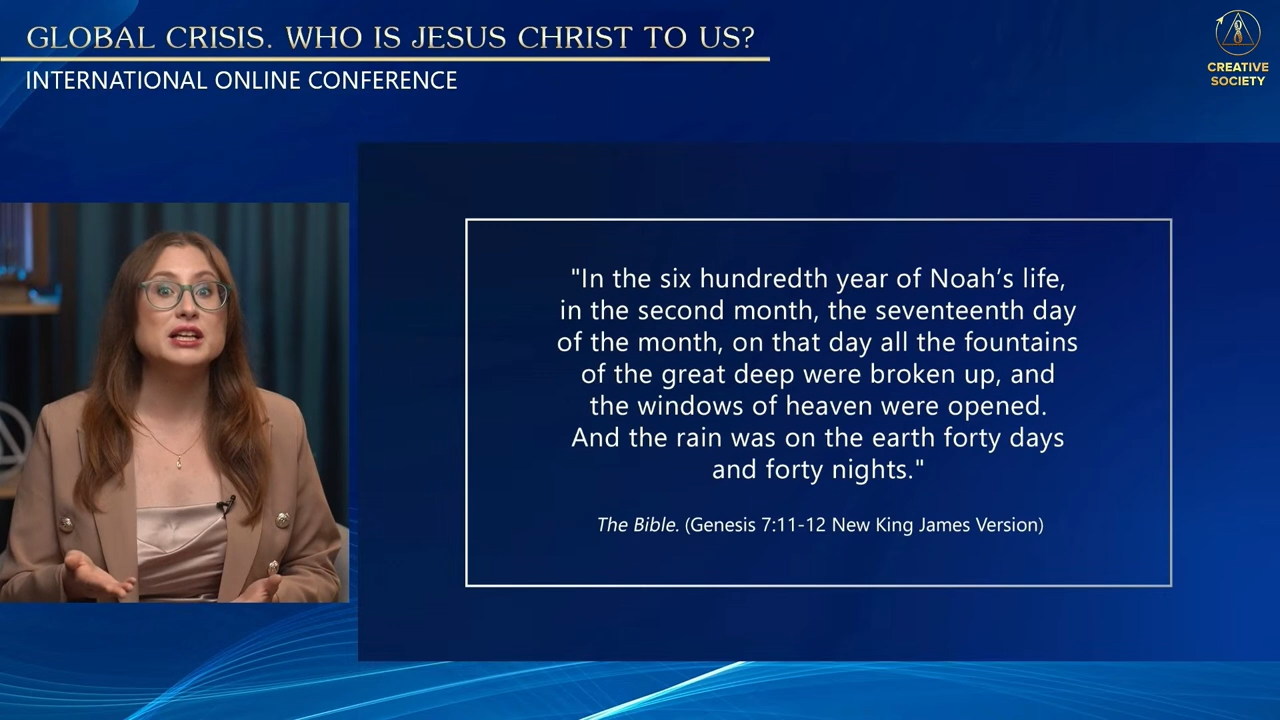 GLOBAL CRISIS. WHO IS JESUS CHRIST TO US?
INTERNATIONAL ONLINE CONFERENCE
CREATIVE
SOCIETY
"In the six hundredth year of Noah’s life,
in the second month, the seventeenth day
of the month, on that day all the fountains
of the great deep were broken up, and
the windows of heaven were opened.
And the rain was on the earth forty days
and forty nights."
The Bible. (Genesis 7:11-12 New King James Version)